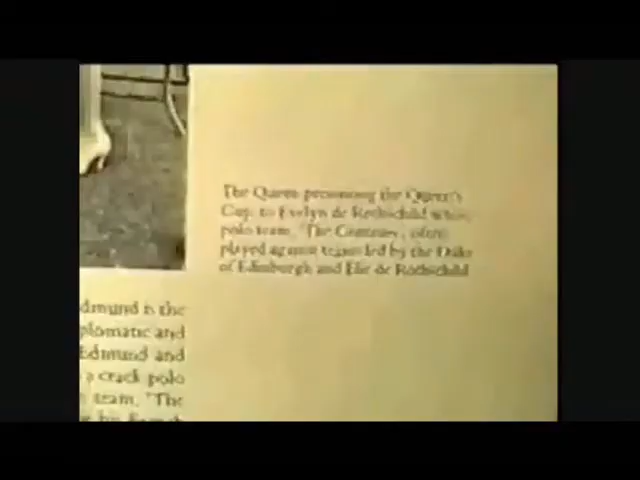 The Queen presenting the Queen's
Cup to Evelyn de Rothschild whose
polo team, 'The Centaurs', often
played against teams led by the Duke
of Edinburgh and Elie de Rothschild
dmund is the
plomatic and
Edmund and
a crack polo
team, 'The